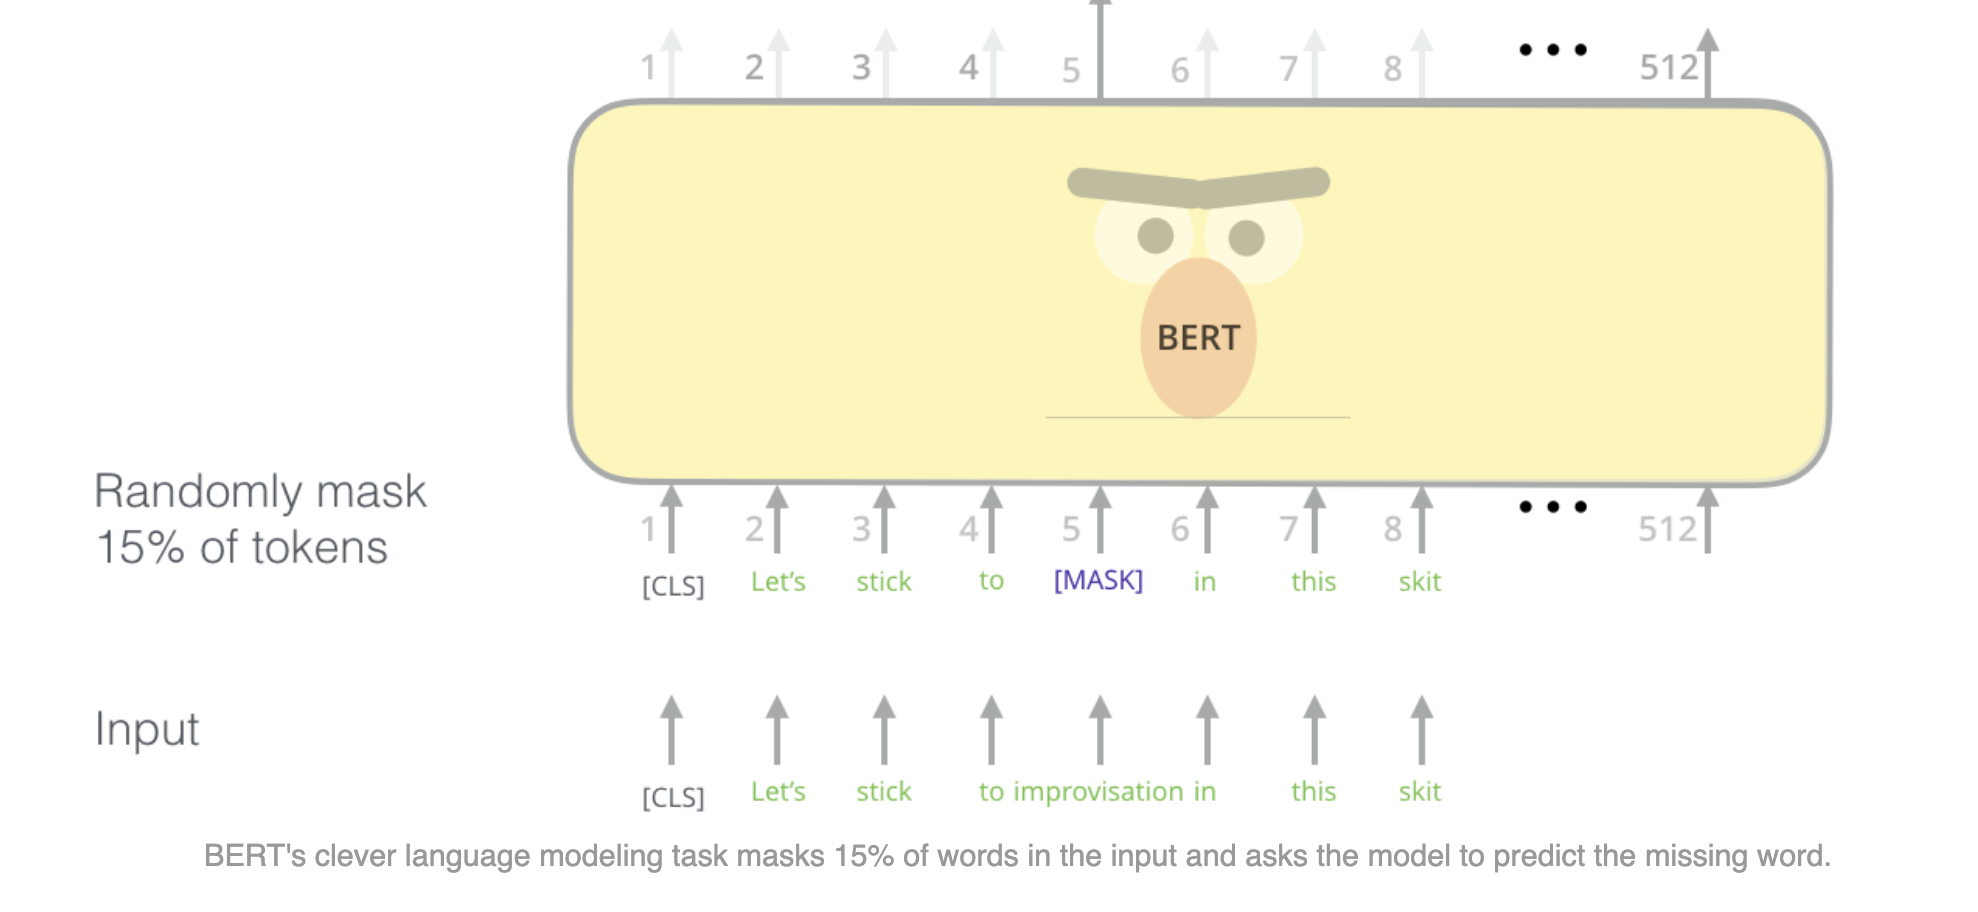 1 2 3 4 5 6 7 8 ••• 512
BERT
Randomly mask
15% of tokens
1 2 3 4 5 6 7 8 ••• 512
[CLS] Let’s stick to [MASK] in this skit
Input
[CLS] Let’s stick to improvisation in this skit
BERT's clever language modeling task masks 15% of words in the input and asks the model to predict the missing word.